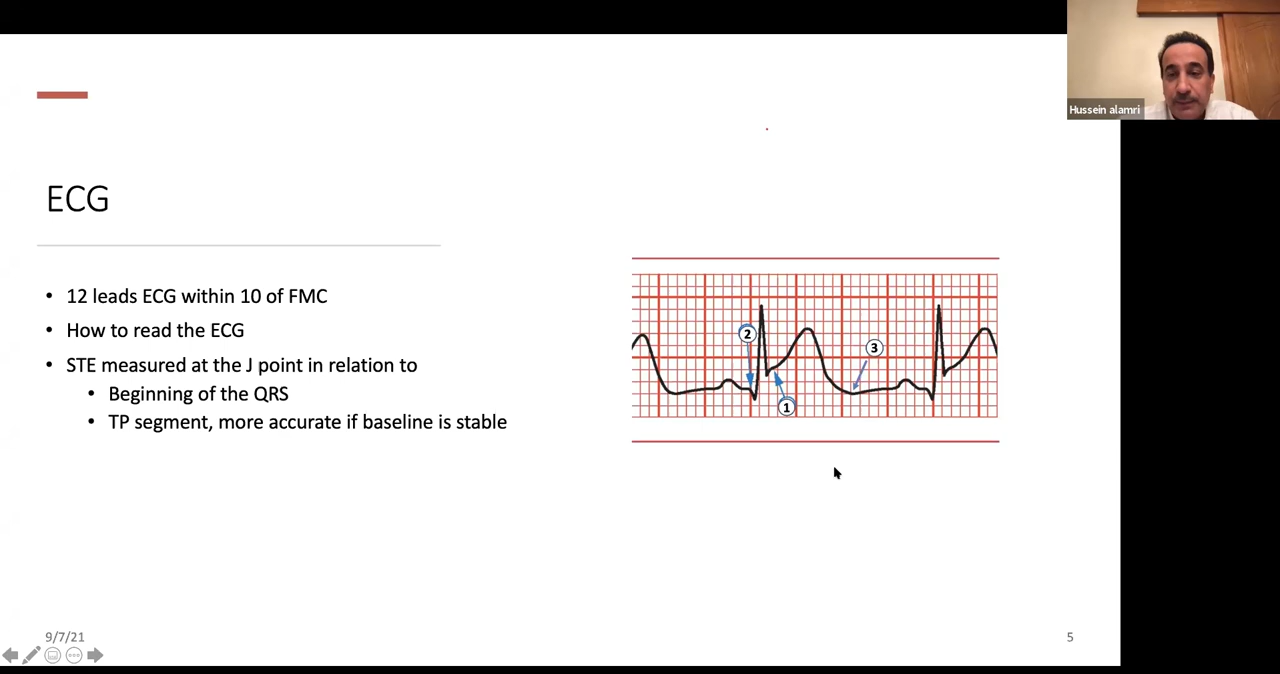 Hussein alamri
ECG
• 12 leads ECG within 10 of FMC
• How to read the ECG
• STE measured at the J point in relation to
• Beginning of the QRS
• TP segment, more accurate if baseline is stable
2
3
1
9/7/21
5